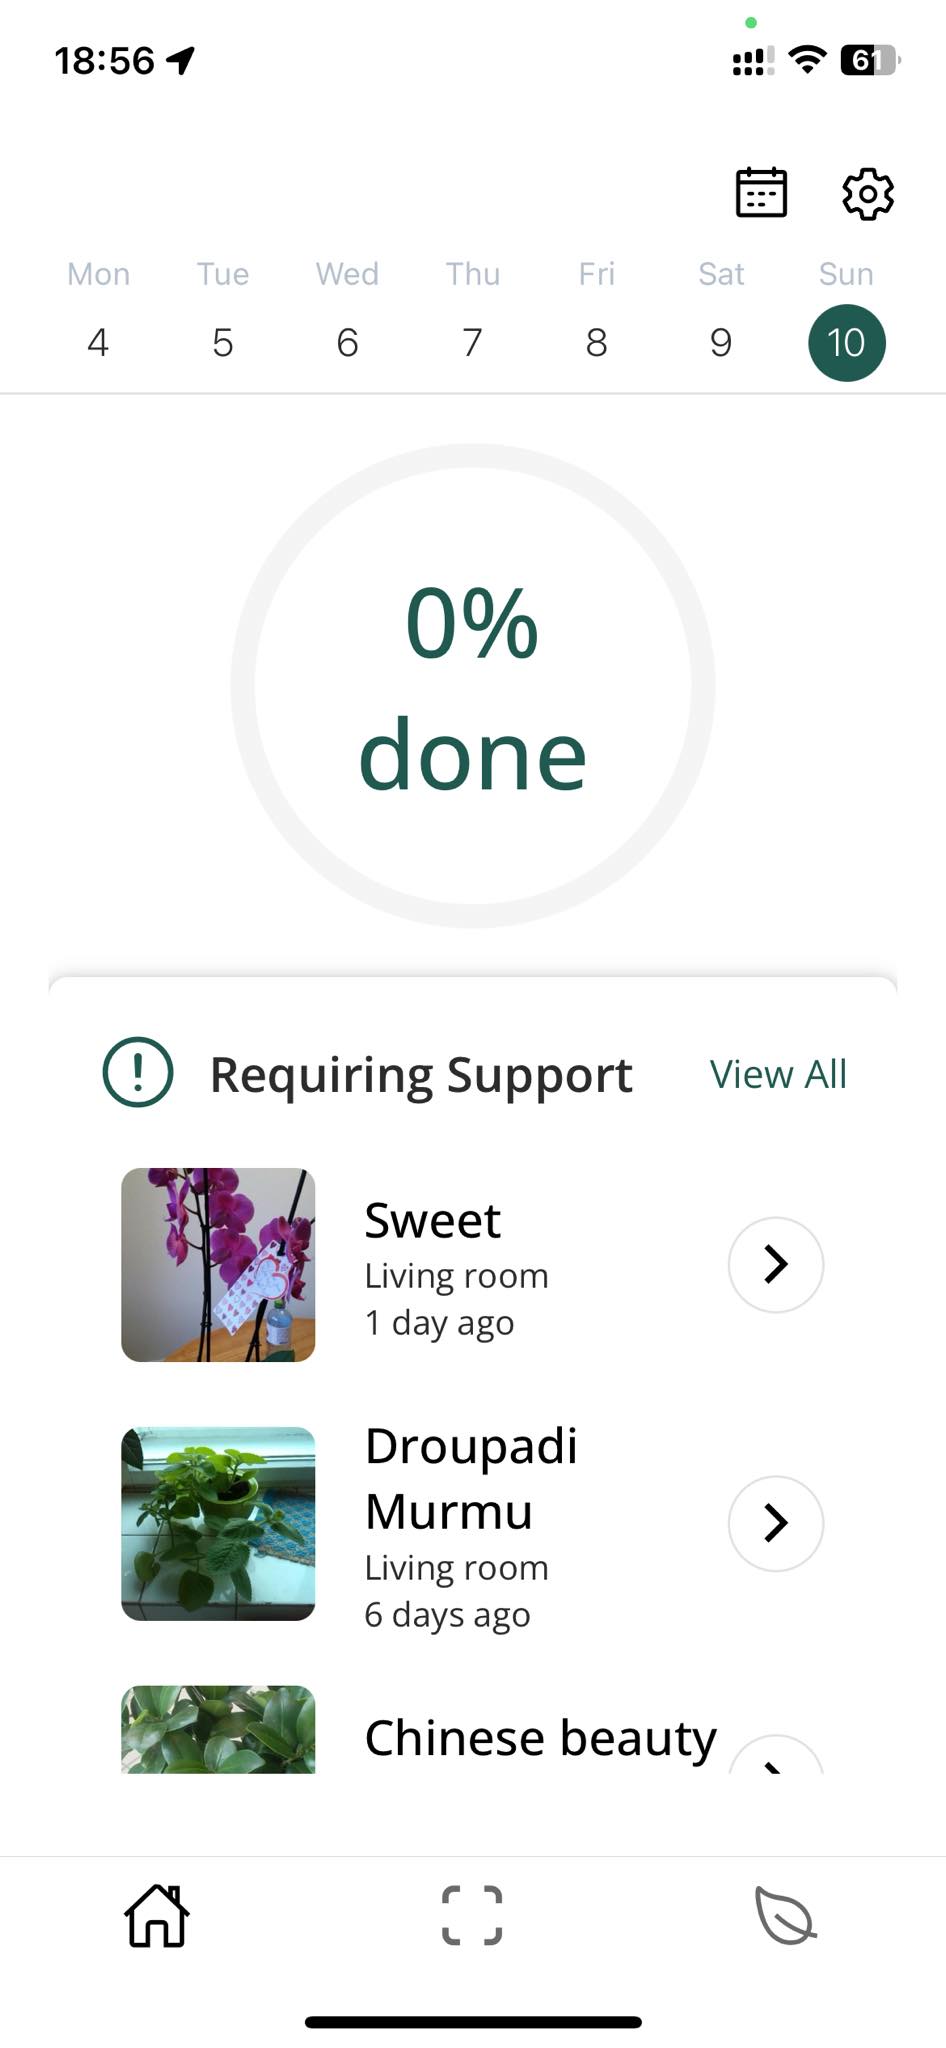 18:56
61
Mon Tue Wed Thu Fri Sat Sun
4 5 6 7 8 9 10
0%
done
! Requiring Support View All
Sweet
Living room
1 day ago
Droupadi
Murmu
Living room
6 days ago
Chinese beauty